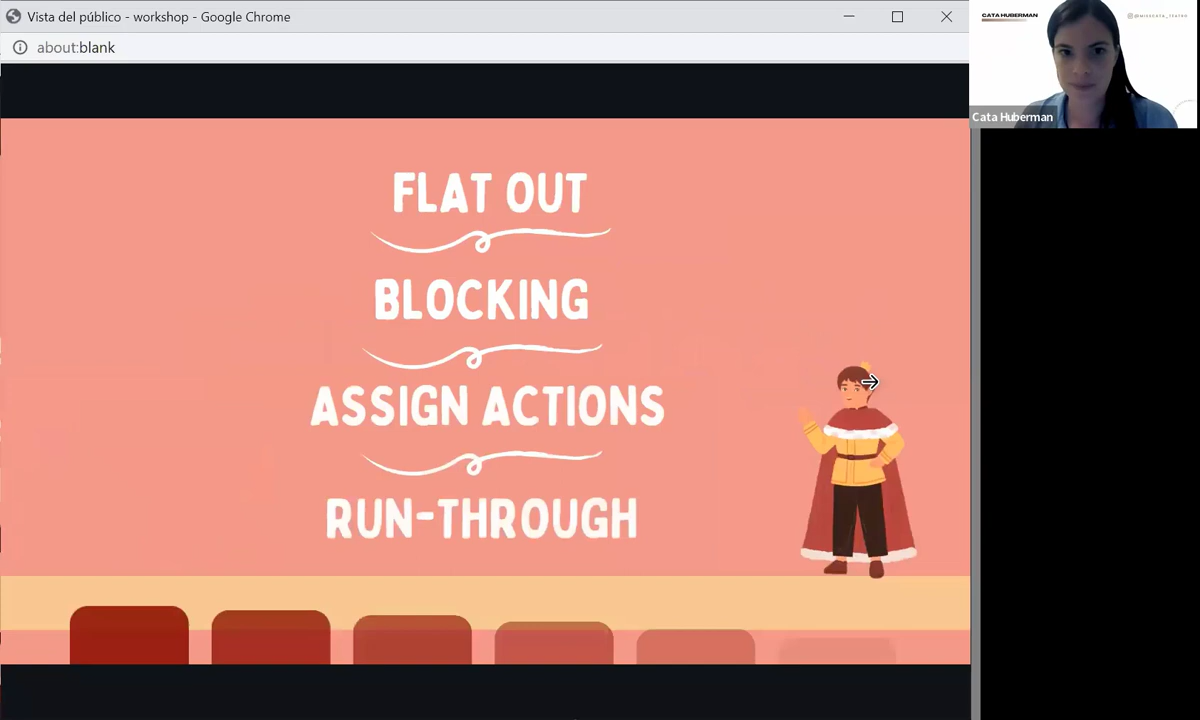 Vista del público - workshop - Google Chrome
about:blank
CATA HUBERMAN
Cata Huberman
FLAT OUT
BLOCKING
ASSIGN ACTIONS
RUN-THROUGH